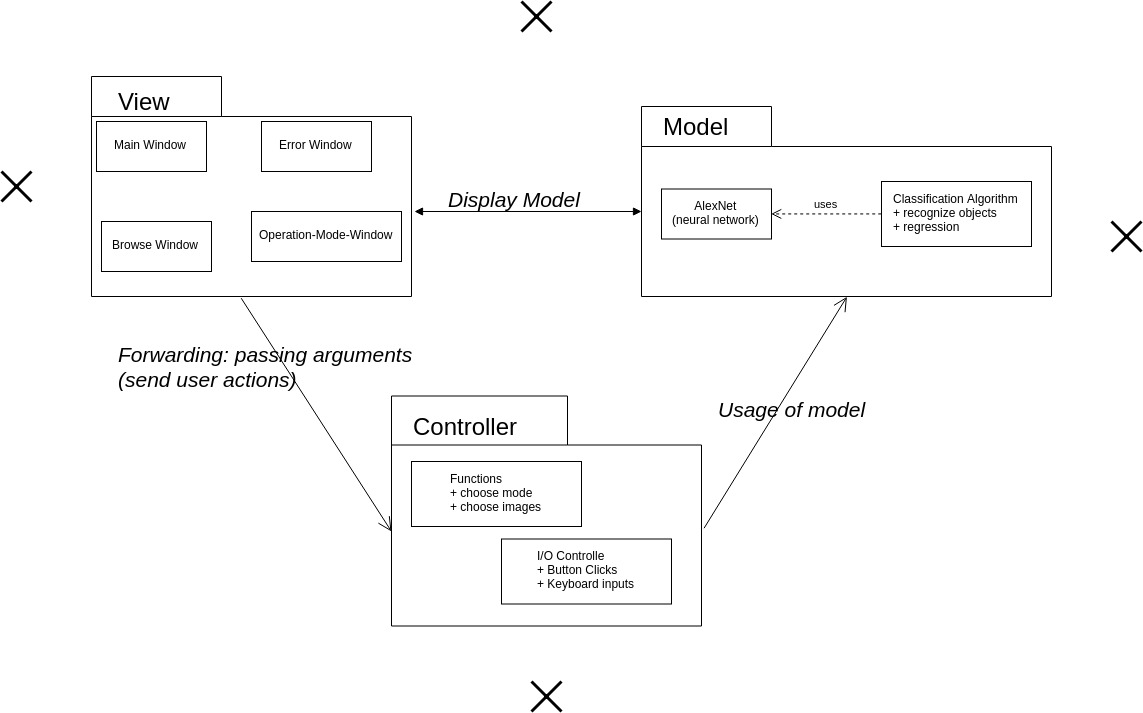 View
Main Window
Error Window
Browse Window
Operation-Mode-Window
Display Model
Model
AlexNet
(neural network)
uses
Classification Algorithm
+ recognize objects
+ regression
Forwarding: passing arguments
(send user actions)
Usage of model
Controller
Functions
+ choose mode
+ choose images
I/O Controlle
+ Button Clicks
+ Keyboard inputs